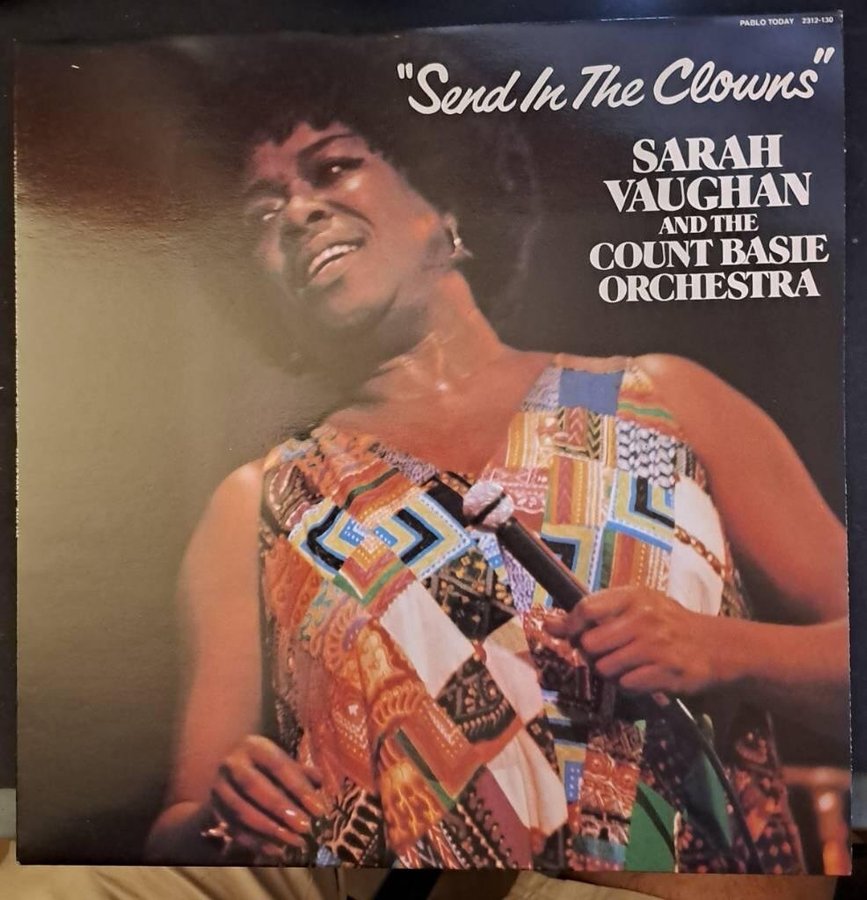 PABLO TODAY 2312-130
"Send In The Clowns"
SARAH
VAUGHAN
AND THE
COUNT BASIE
ORCHESTRA